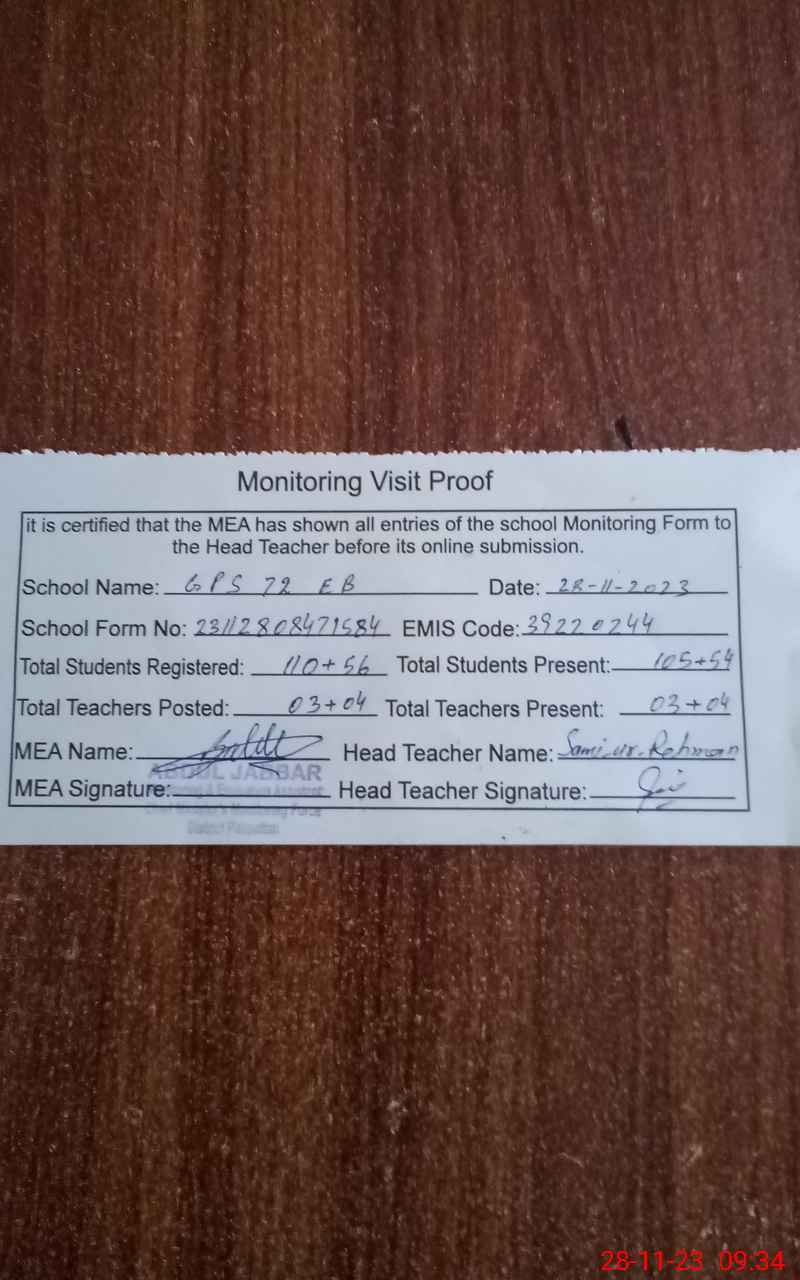 Monitoring Visit Proof
it is certified that the MEA has shown all entries of the school Monitoring Form to
the Head Teacher before its online submission.
School Name: GPS 72 EB Date: 28-11-2023
School Form No: 23112808471584 EMIS Code: 39220244
Total Students Registered: 110+56 Total Students Present: 105+54
Total Teachers Posted: 03+04 Total Teachers Present: 03+04
MEA Name: Head Teacher Name: Sami-ur-Rehman
ABDUL JABBAR
MEA Signature: Head Teacher Signature:
28-11-23 09:34